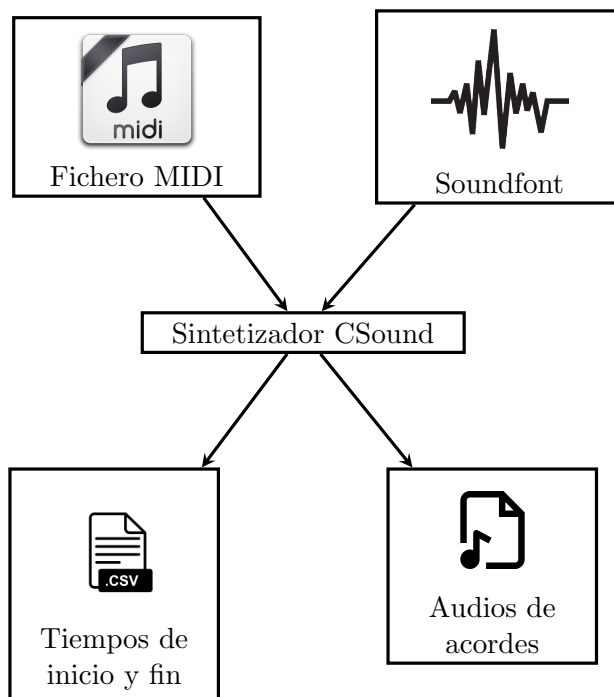 midi
Fichero MIDI
Soundfont
Sintetizador CSound
.CSV
Tiempos de
inicio y fin
Audios de
acordes